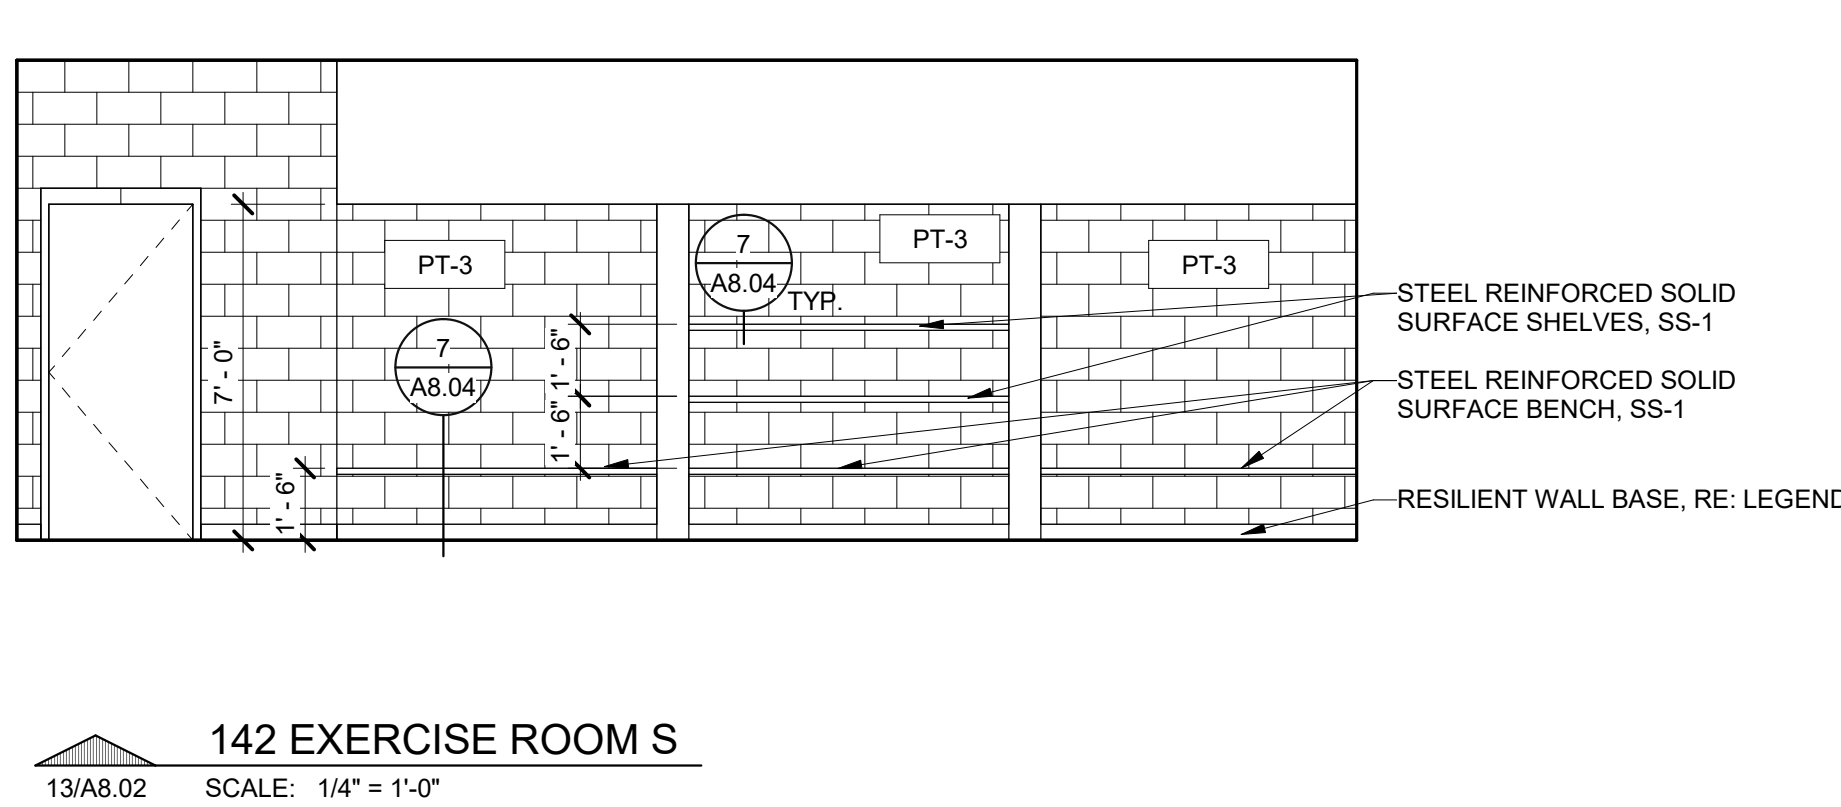 PT-3
PT-3
PT-3
7
A8.04
TYP.
7
A8.04
7' - 0"
1' - 6"
1' - 6"
1' - 6"
STEEL REINFORCED SOLID
SURFACE SHELVES, SS-1
STEEL REINFORCED SOLID
SURFACE BENCH, SS-1
RESILIENT WALL BASE, RE: LEGEND
142 EXERCISE ROOM S
13/A8.02 SCALE: 1/4" = 1'-0"